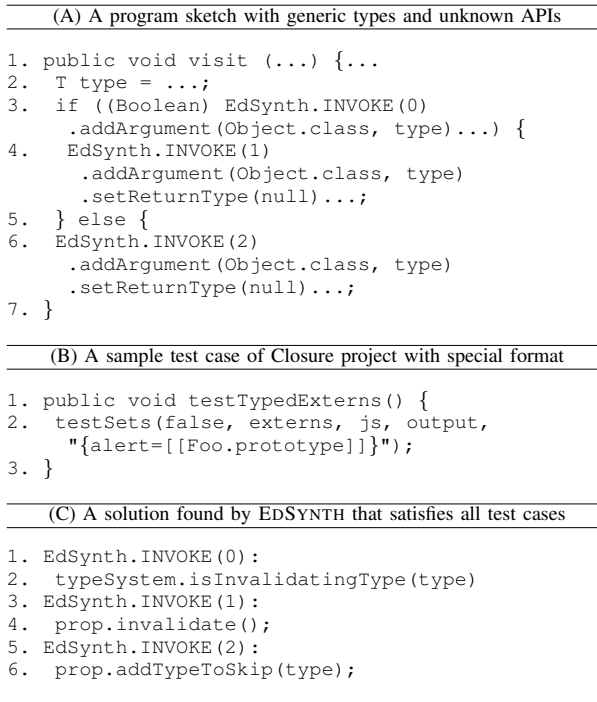 (A) A program sketch with generic types and unknown APIs
1. public void visit (...) {...
2. T type = ...;
3. if ((Boolean) EdSynth.INVOKE(0)
.addArgument(Object.class, type)...) {
4. EdSynth.INVOKE(1)
.addArgument(Object.class, type)
.setReturnType(null)...;
5. } else {
6. EdSynth.INVOKE(2)
.addArgument(Object.class, type)
.setReturnType(null)...;
7. }
(B) A sample test case of Closure project with special format
1. public void testTypedExterns() {
2. testSets(false, externs, js, output,
"{alert=[[Foo.prototype]]}");
3. }
(C) A solution found by EDSYNTH that satisfies all test cases
1. EdSynth.INVOKE(0):
2. typeSystem.isInvalidatingType(type)
3. EdSynth.INVOKE(1):
4. prop.invalidate();
5. EdSynth.INVOKE(2):
6. prop.addTypeToSkip(type);